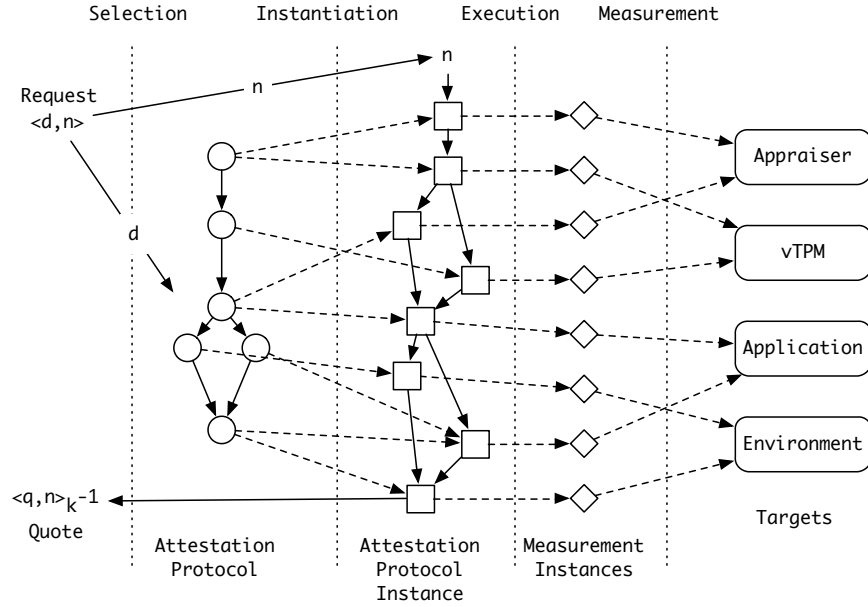 Selection Instantiation Execution Measurement
n
n
Request
<d,n>
Appraiser
d
vTPM
Application
Environment
<q,n>k-1
Quote
Targets
Attestation
Protocol
Attestation
Protocol
Instance
Measurement
Instances